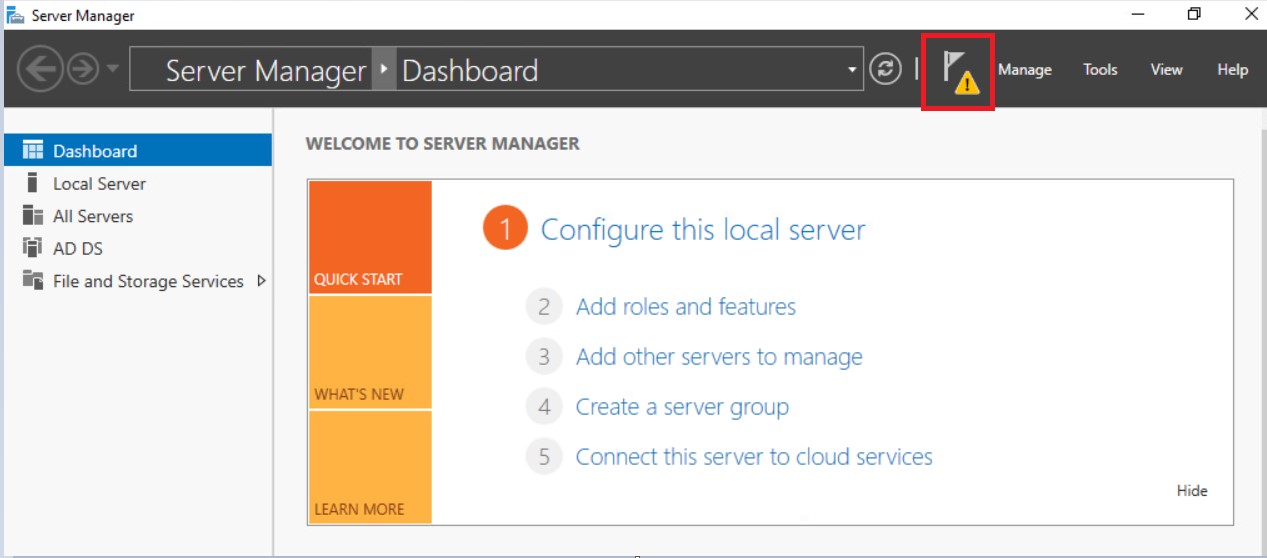 Server Manager
Server Manager Dashboard
Manage Tools View Help
Dashboard
Local Server
All Servers
AD DS
File and Storage Services
WELCOME TO SERVER MANAGER
QUICK START
WHAT'S NEW
LEARN MORE
1 Configure this local server
2 Add roles and features
3 Add other servers to manage
4 Create a server group
5 Connect this server to cloud services
Hide